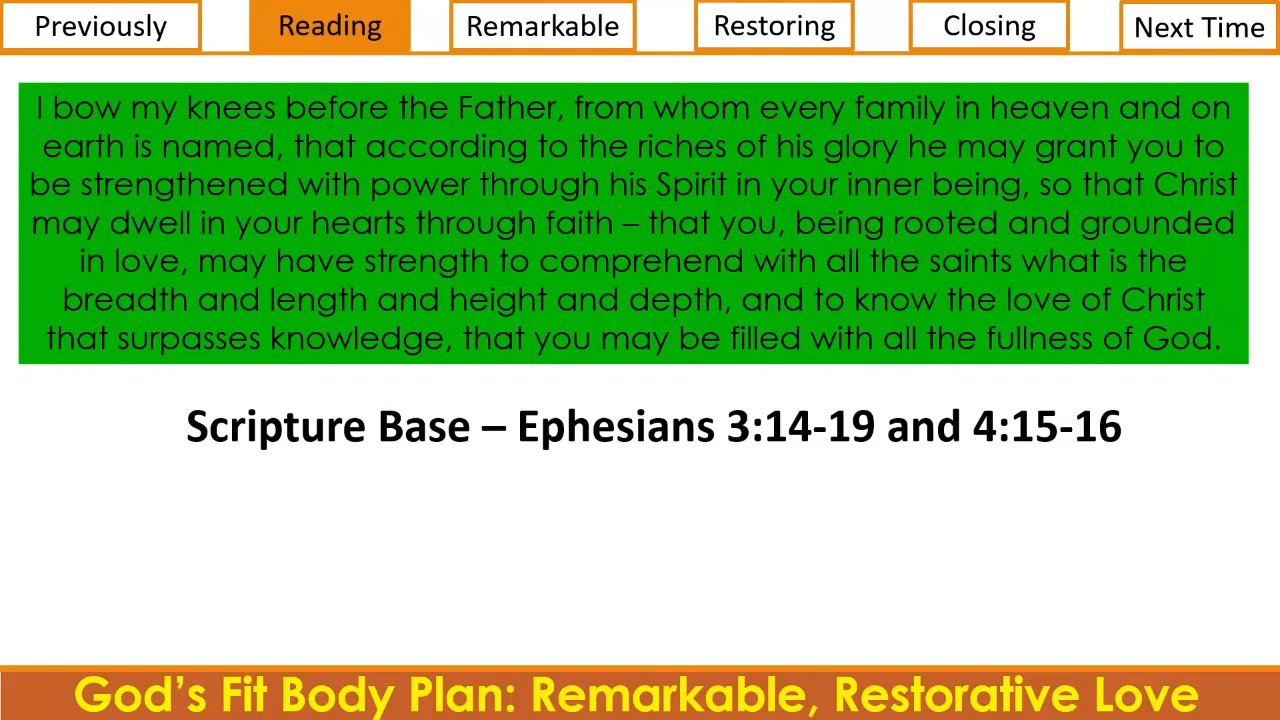 Previously
Reading
Remarkable
Restoring
Closing
Next Time
I bow my knees before the Father, from whom every family in heaven and on
earth is named, that according to the riches of his glory he may grant you to
be strengthened with power through his Spirit in your inner being, so that Christ
may dwell in your hearts through faith – that you, being rooted and grounded
in love, may have strength to comprehend with all the saints what is the
breadth and length and height and depth, and to know the love of Christ
that surpasses knowledge, that you may be filled with all the fullness of God.
Scripture Base – Ephesians 3:14-19 and 4:15-16
God’s Fit Body Plan: Remarkable, Restorative Love